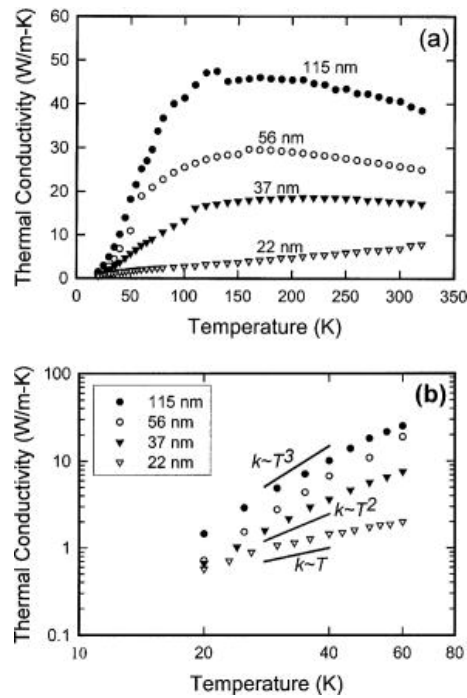 (a)
Thermal Conductivity (W/m-K)
60
50
40
30
20
10
0
115 nm
56 nm
37 nm
22 nm
0 50 100 150 200 250 300 350
Temperature (K)
(b)
Thermal Conductivity (W/m-K)
100
10
1
0.1
115 nm
56 nm
37 nm
22 nm
k~T3
k~T2
k~T
10 20 40 60 80
Temperature (K)